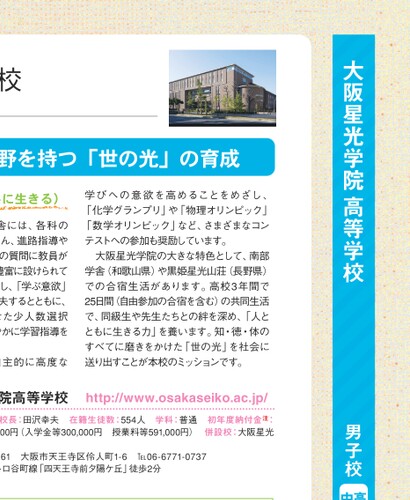 校
野を持つ「世の光」の育成
に生きる）
舎には、各科の
ん、進路指導や
の質問に教員が
豊富に設けられて
し、「学ぶ意欲」
夫するとともに、
た少人数選択
やかに学習指導を
主的に高度な
学びへの意欲を高めることをめざし、
「化学グランプリ」や「物理オリンピック」
「数学オリンピック」など、さまざまなコン
テストへの参加も奨励しています。
大阪星光学院の大きな特色として、南部
学舎（和歌山県）や黒姫星光山荘（長野県）
での合宿生活があります。高校3年間で
25日間（自由参加の合宿を含む）の共同生活
で、同級生や先生たちとの絆を深め、「人と
ともに生きる力」を養います。知・徳・体の
すべてに磨きをかけた「世の光」を社会に
送り出すことが本校のミッションです。
院高等学校 http://www.osakaseiko.ac.jp/
校長：田沢幸夫 在籍生徒数：554人 学科：普通 初年度納付金：
00円（入学金等300,000円 授業料等591,000円） 併設校：大阪星光
61 大阪市天王寺区伶人町1-6 TEL06-6771-0737
ロ谷町線「四天王寺前夕陽ケ丘」徒歩2分
大阪星光学院高等学校
男子校
中高